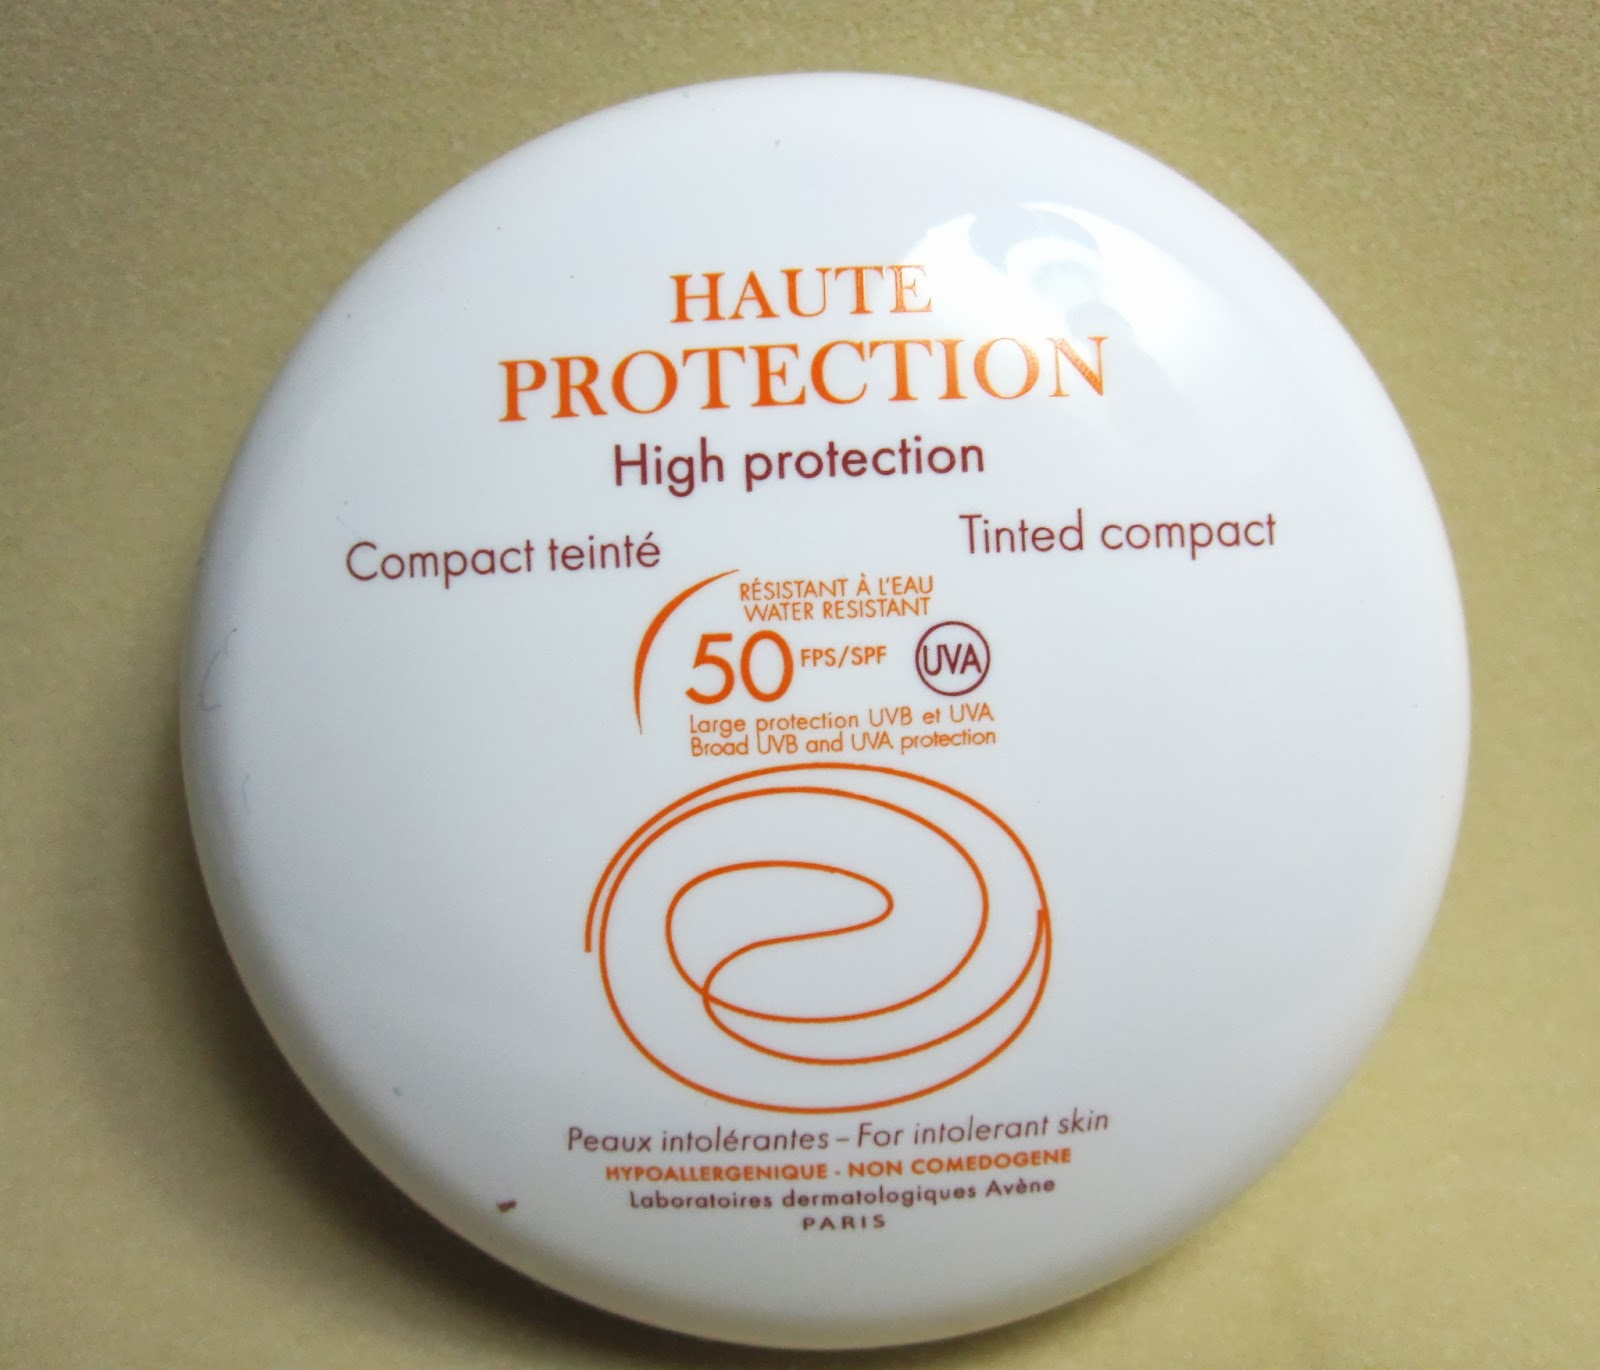 HAUTE
PROTECTION
High protection
Compact teinté
Tinted compact
RÉSISTANT À L'EAU
WATER RESISTANT
50 FPS/SPF UVA
Large protection UVB et UVA
Broad UVB and UVA protection
Peaux intolérantes – For intolerant skin
HYPOALLERGENIQUE - NON COMEDOGENE
Laboratoires dermatologiques Avène
PARIS